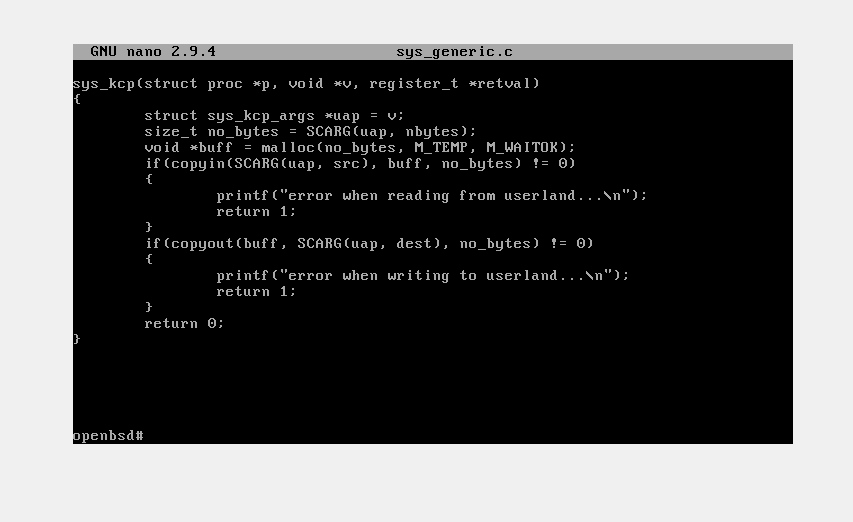 GNU nano 2.9.4 sys_generic.c
sys_kcp(struct proc *p, void *v, register_t *retval)
{
struct sys_kcp_args *uap = v;
size_t no_bytes = SCARG(uap, nbytes);
void *buff = malloc(no_bytes, M_TEMP, M_WAITOK);
if(copyin(SCARG(uap, src), buff, no_bytes) != 0)
{
printf("error when reading from userland...\n");
return 1;
}
if(copyout(buff, SCARG(uap, dest), no_bytes) != 0)
{
printf("error when writing to userland...\n");
return 1;
}
return 0;
}
openbsd#